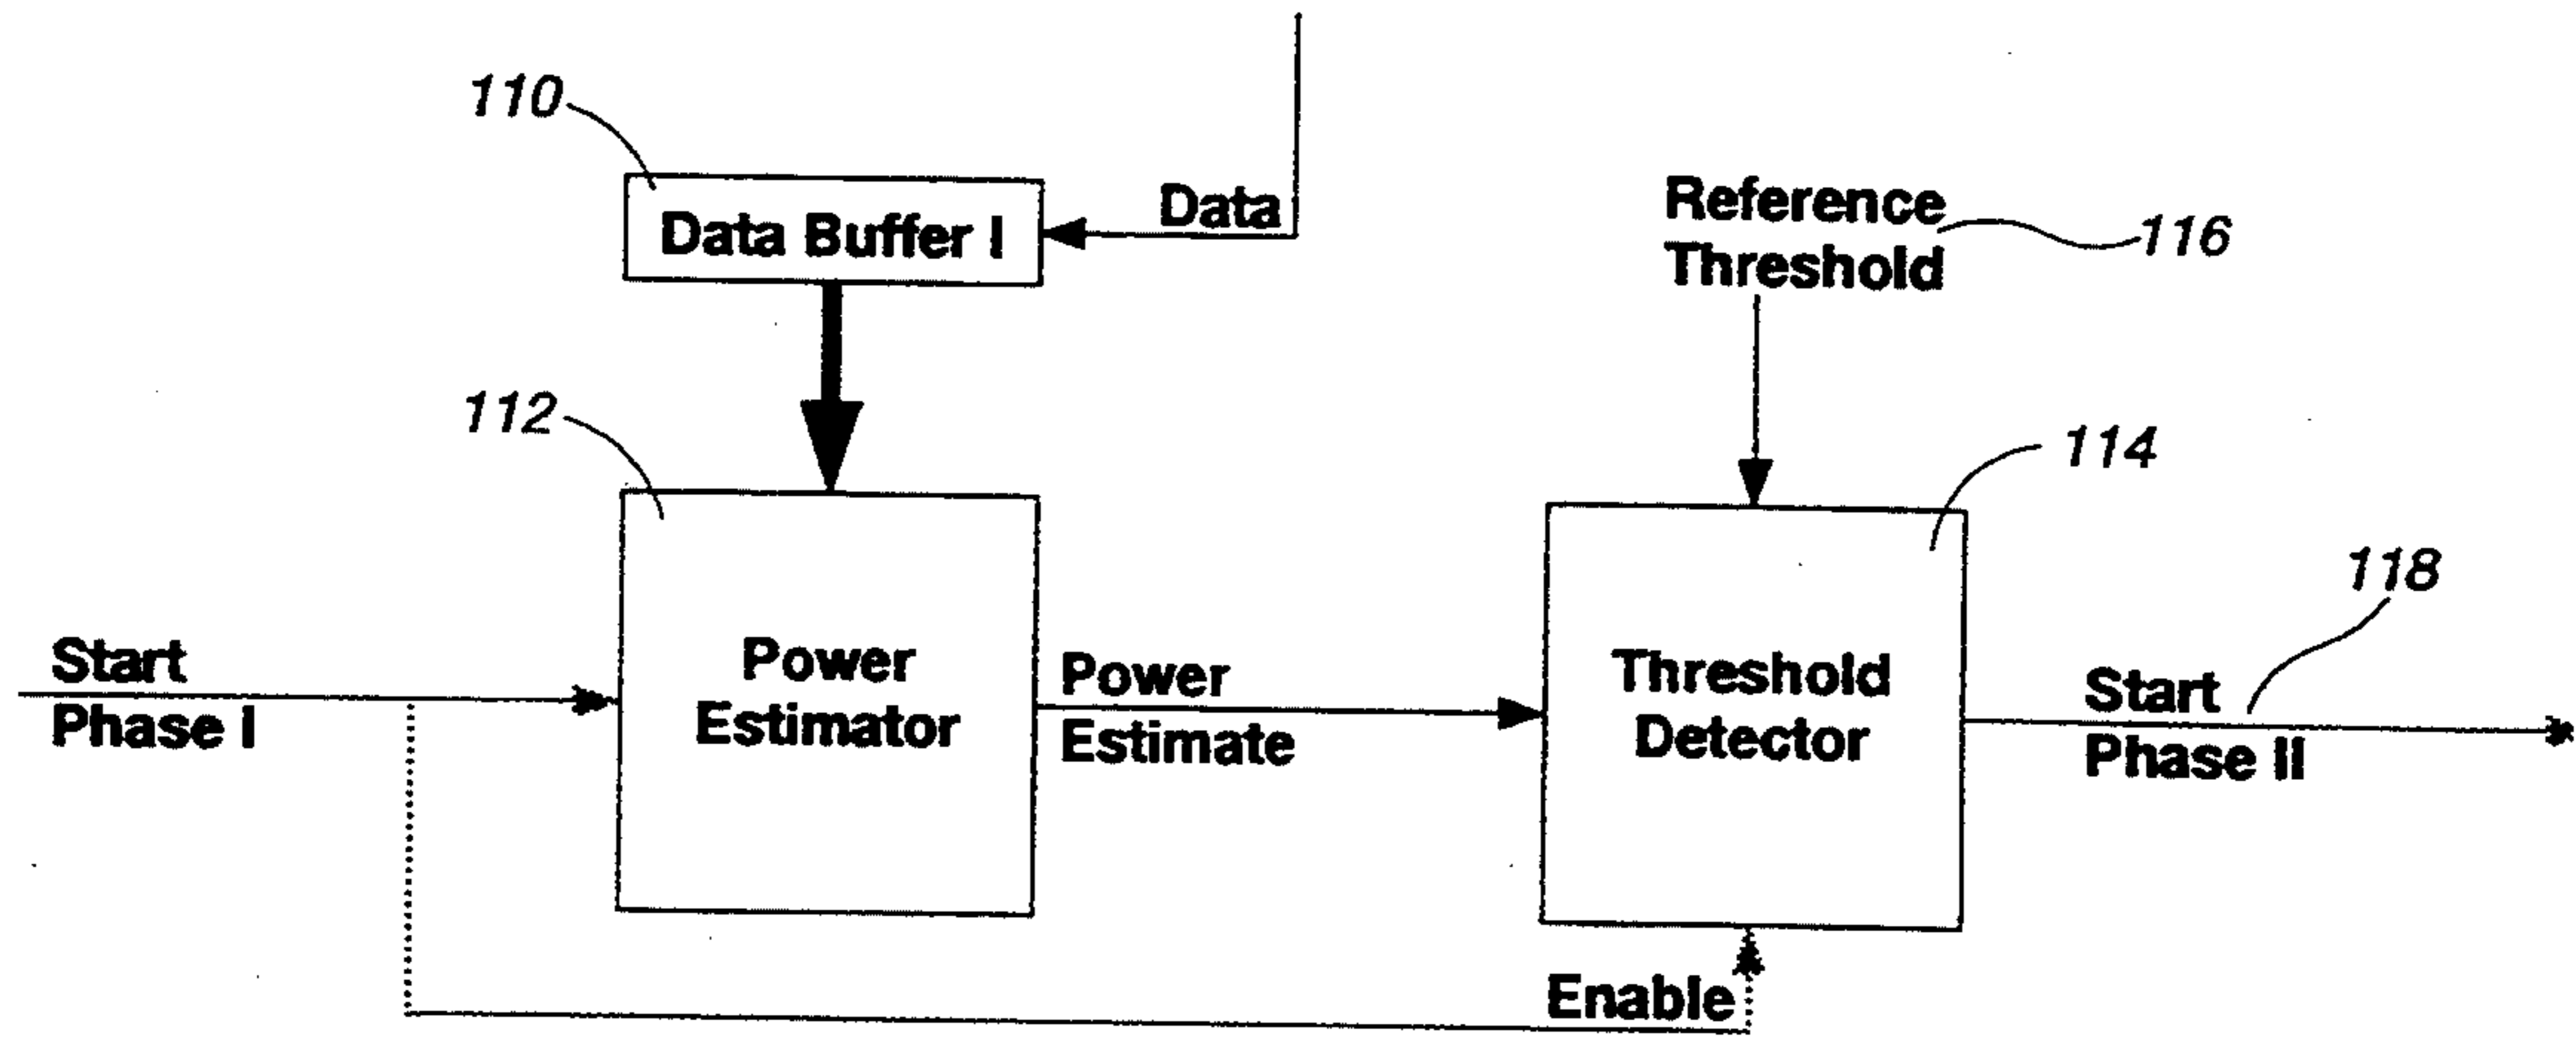 110
Data Buffer I
Data
Reference
Threshold
116
112
114
118
Start
Phase I
Power
Estimator
Power
Estimate
Threshold
Detector
Start
Phase II
Enable